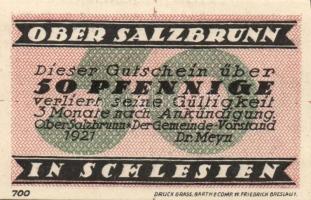 OBER SALZBRUNN
Dieser Gutschein über
50 PFENNIGE
verliert seine Gültigkeit
3 Monate nach Ankündigung.
Ober Salzbrunn • Der Gemeinde-Vorstand
1921 Dr. Meyn
IN SCHLESIEN
700 DRUCK GRASS, BARTH & COMP. W. FRIEDRICH BRESLAU 1.